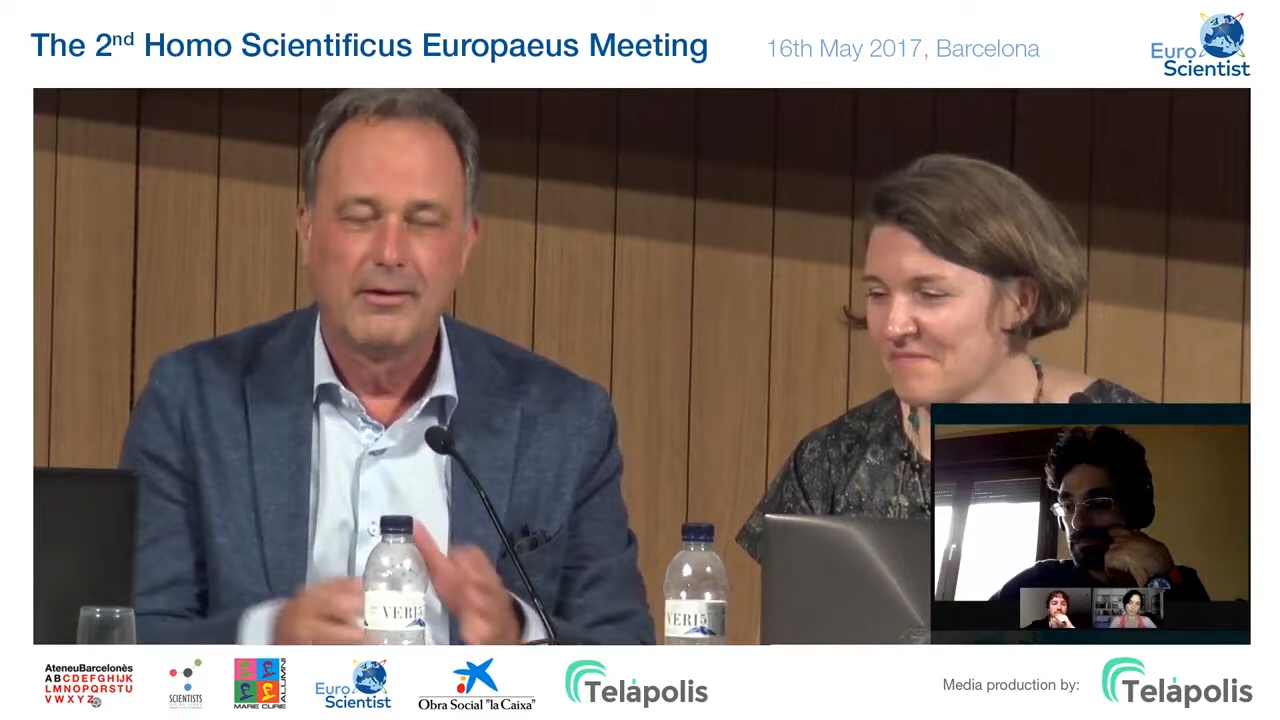 The 2nd Homo Scientificus Europaeus Meeting
16th May 2017, Barcelona
Euro
Scientist
VERI
VERI
AteneuBarcelonès
ABCDEFGHIJK
LMNOPQRSTU
VWXYZ
SCIENTISTS
MARIE CURIE
ALUMNI
Euro
Scientist
Obra Social "la Caixa"
Telàpolis
Media production by:
Telàpolis